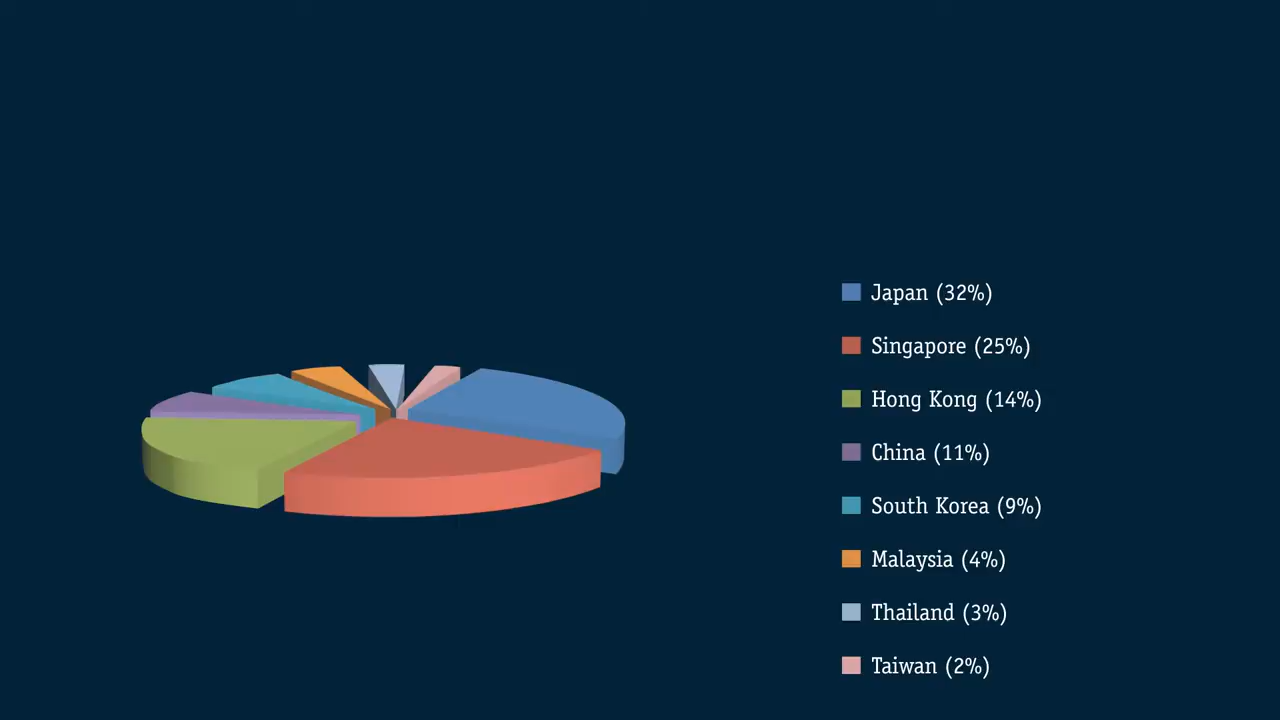 Japan (32%)
Singapore (25%)
Hong Kong (14%)
China (11%)
South Korea (9%)
Malaysia (4%)
Thailand (3%)
Taiwan (2%)